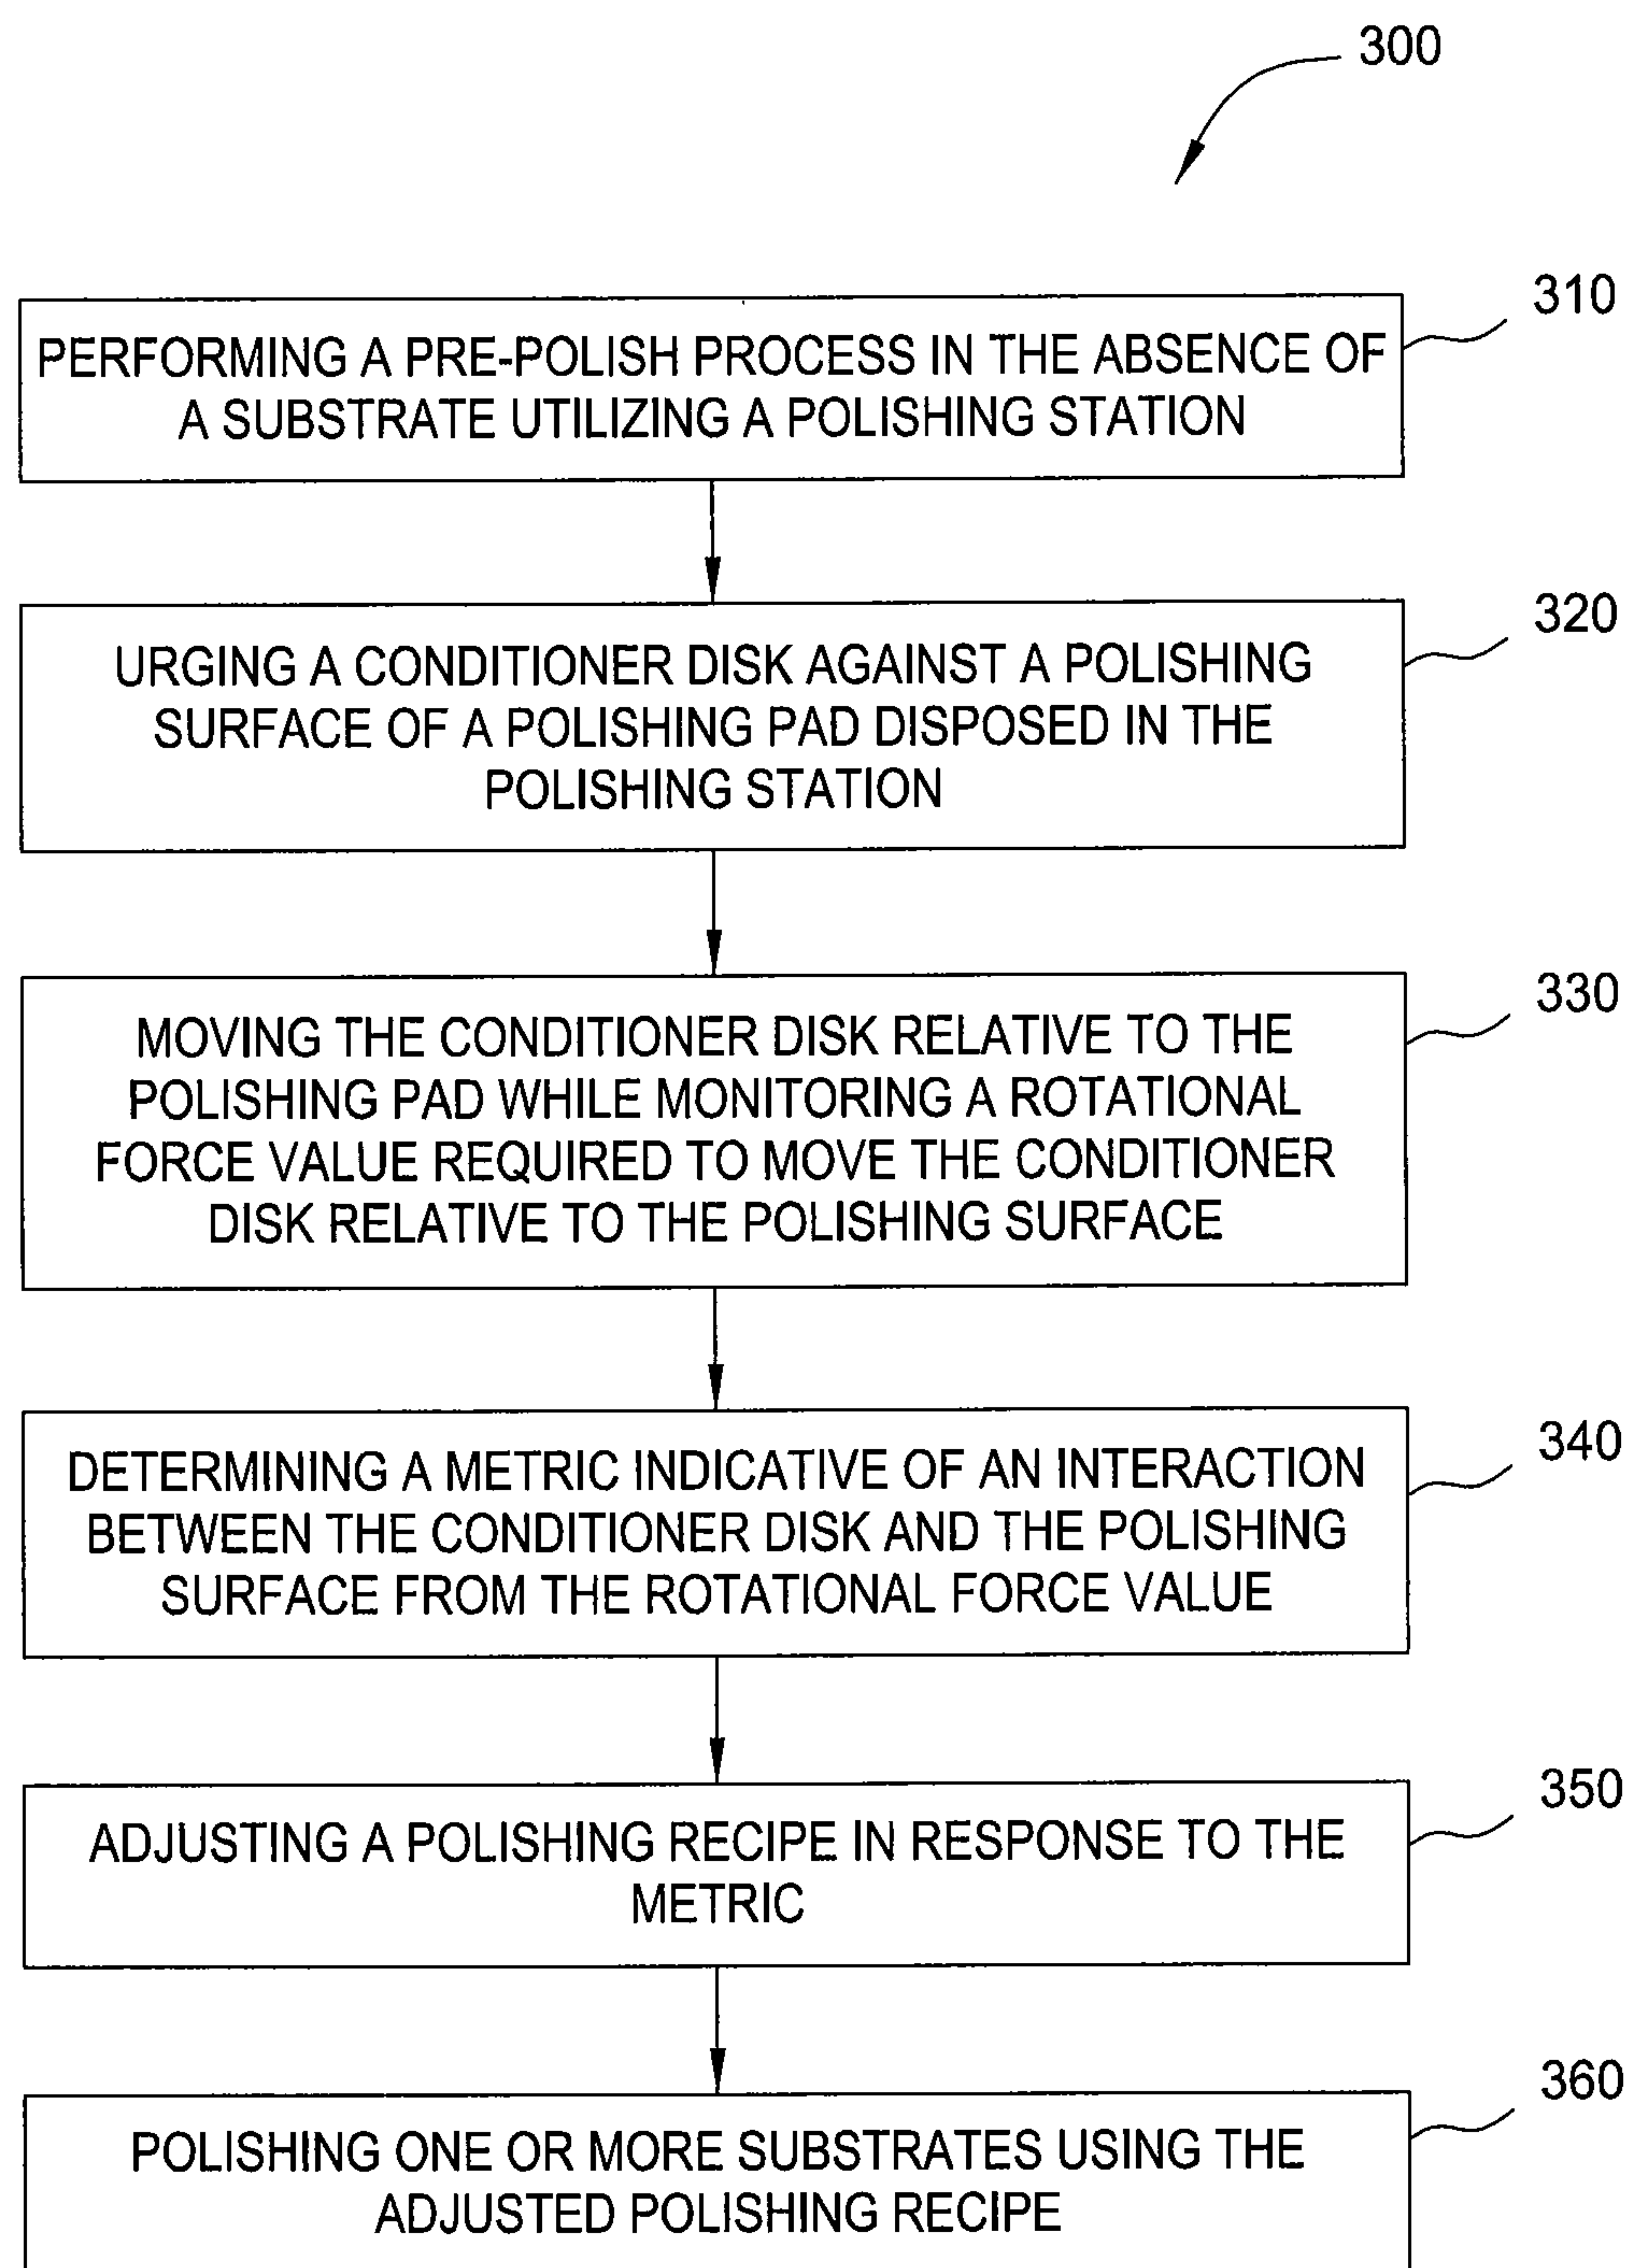 300
310
PERFORMING A PRE-POLISH PROCESS IN THE ABSENCE OF
A SUBSTRATE UTILIZING A POLISHING STATION
320
URGING A CONDITIONER DISK AGAINST A POLISHING
SURFACE OF A POLISHING PAD DISPOSED IN THE
POLISHING STATION
330
MOVING THE CONDITIONER DISK RELATIVE TO THE
POLISHING PAD WHILE MONITORING A ROTATIONAL
FORCE VALUE REQUIRED TO MOVE THE CONDITIONER
DISK RELATIVE TO THE POLISHING SURFACE
340
DETERMINING A METRIC INDICATIVE OF AN INTERACTION
BETWEEN THE CONDITIONER DISK AND THE POLISHING
SURFACE FROM THE ROTATIONAL FORCE VALUE
350
ADJUSTING A POLISHING RECIPE IN RESPONSE TO THE
METRIC
360
POLISHING ONE OR MORE SUBSTRATES USING THE
ADJUSTED POLISHING RECIPE